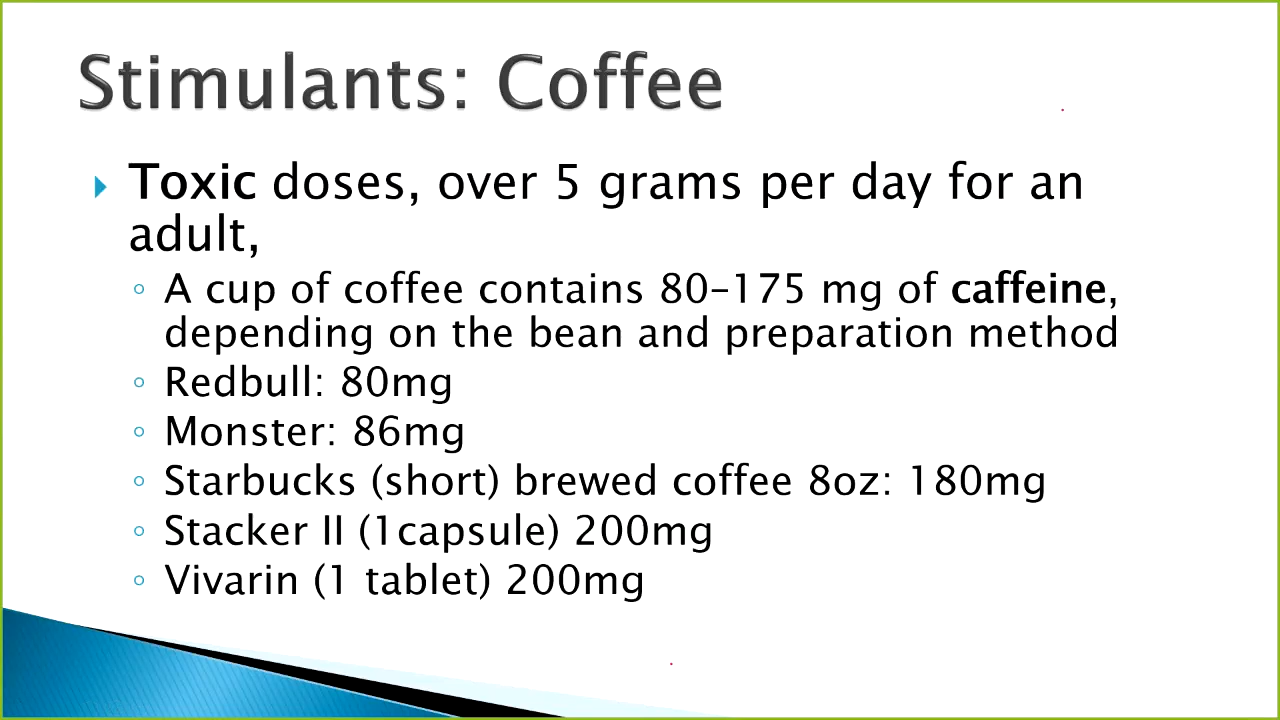 Stimulants: Coffee
Toxic doses, over 5 grams per day for an
adult,
A cup of coffee contains 80-175 mg of caffeine,
depending on the bean and preparation method
Redbull: 80mg
Monster: 86mg
Starbucks (short) brewed coffee 8oz: 180mg
Stacker II (1capsule) 200mg
Vivarin (1 tablet) 200mg